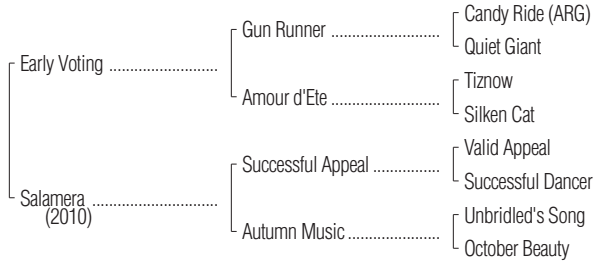 Candy Ride (ARG)
Gun Runner ..........................
Quiet Giant
Early Voting ..........................
Tiznow
Amour d'Ete ..........................
Silken Cat
Valid Appeal
Successful Appeal ................
Successful Dancer
Salamera ..............................
(2010)
Unbridled's Song
Autumn Music ......................
October Beauty